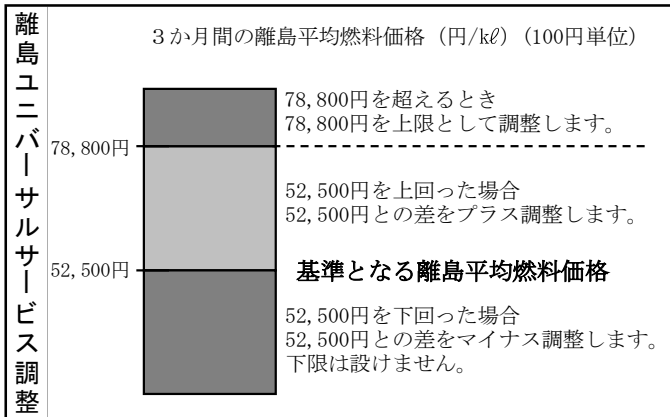 離島ユニバーサルサービス調整
3か月間の離島平均燃料価格（円/kℓ）（100円単位）
78,800円を超えるとき
78,800円を上限として調整します。
78,800円
52,500円を上回った場合
52,500円との差をプラス調整します。
52,500円
基準となる離島平均燃料価格
52,500円を下回った場合
52,500円との差をマイナス調整します。
下限は設けません。